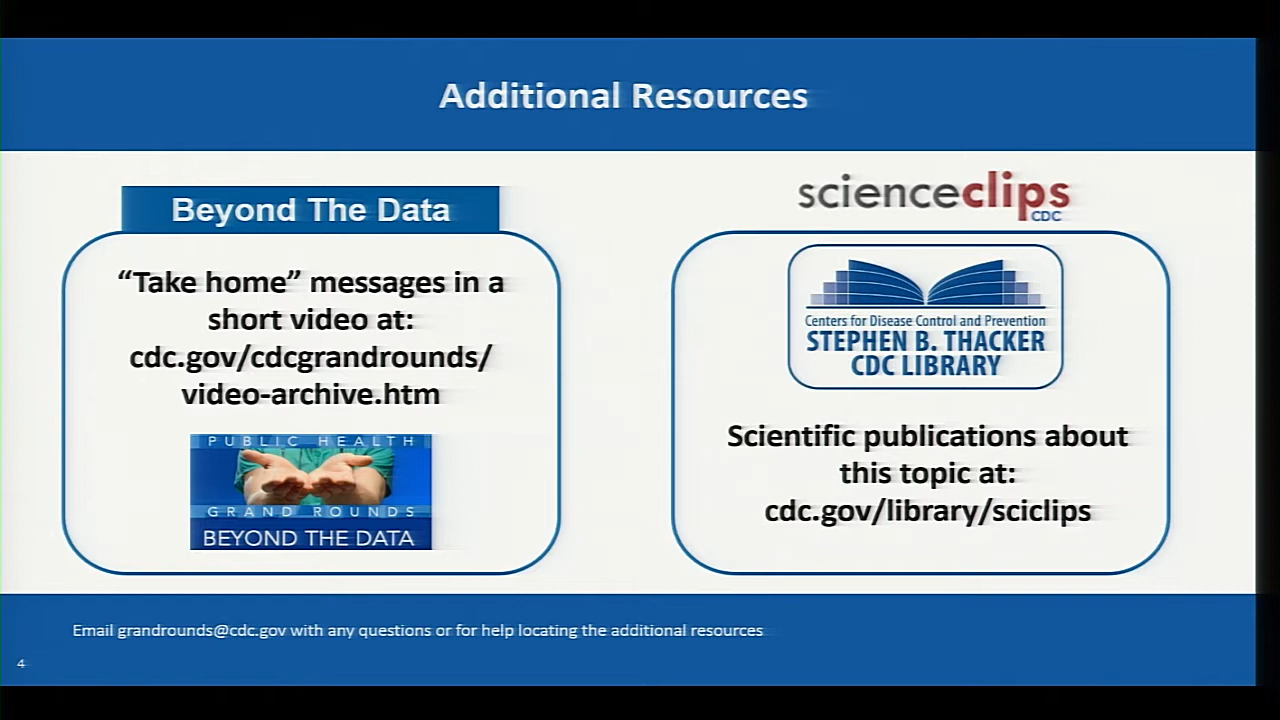 Additional Resources
Beyond The Data
“Take home” messages in a
short video at:
cdc.gov/cdcgrandrounds/
video-archive.htm
PUBLIC HEALTH
GRAND ROUNDS
BEYOND THE DATA
scienceclips
CDC
Centers for Disease Control and Prevention
STEPHEN B. THACKER
CDC LIBRARY
Scientific publications about
this topic at:
cdc.gov/library/sciclips
Email grandrounds@cdc.gov with any questions or for help locating the additional resources
4